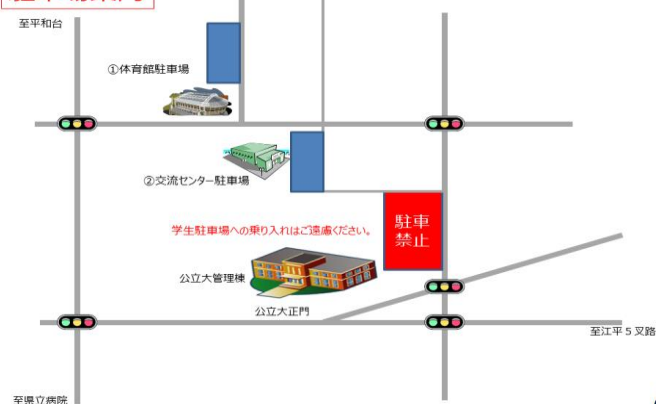 至平和台
①体育館駐車場
②交流センター駐車場
学生駐車場への乗り入れはご遠慮ください。
駐車
禁止
公立大管理棟
公立大正門
至江平５叉路
至県立病院